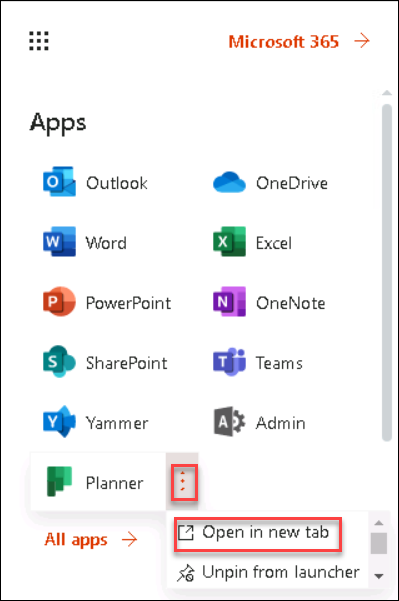 Microsoft 365
Apps
Outlook
OneDrive
Word
Excel
PowerPoint
OneNote
SharePoint
Teams
Yammer
Admin
Planner
All apps
Open in new tab
Unpin from launcher